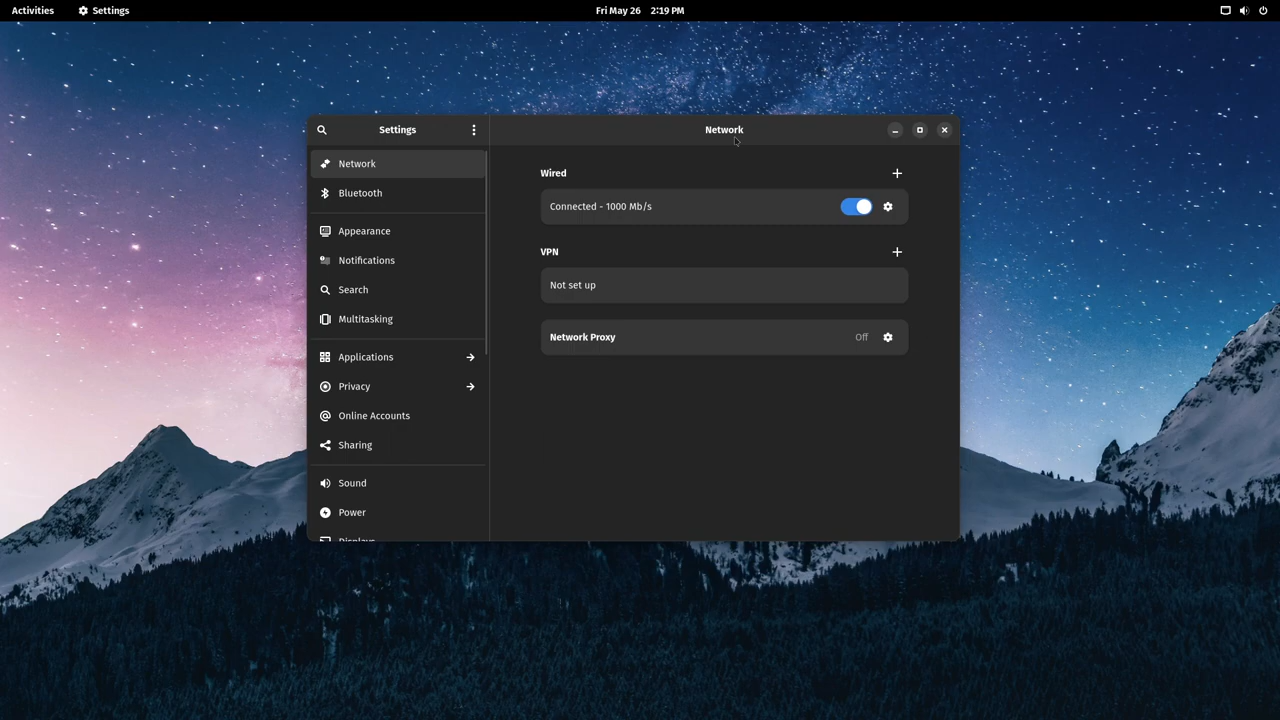 Activities
Settings
Fri May 26 2:19 PM
Settings
Network
Network
Bluetooth
Appearance
Notifications
Search
Multitasking
Applications
Privacy
Online Accounts
Sharing
Sound
Power
Displays
Wired
Connected - 1000 Mb/s
VPN
Not set up
Network Proxy
Off